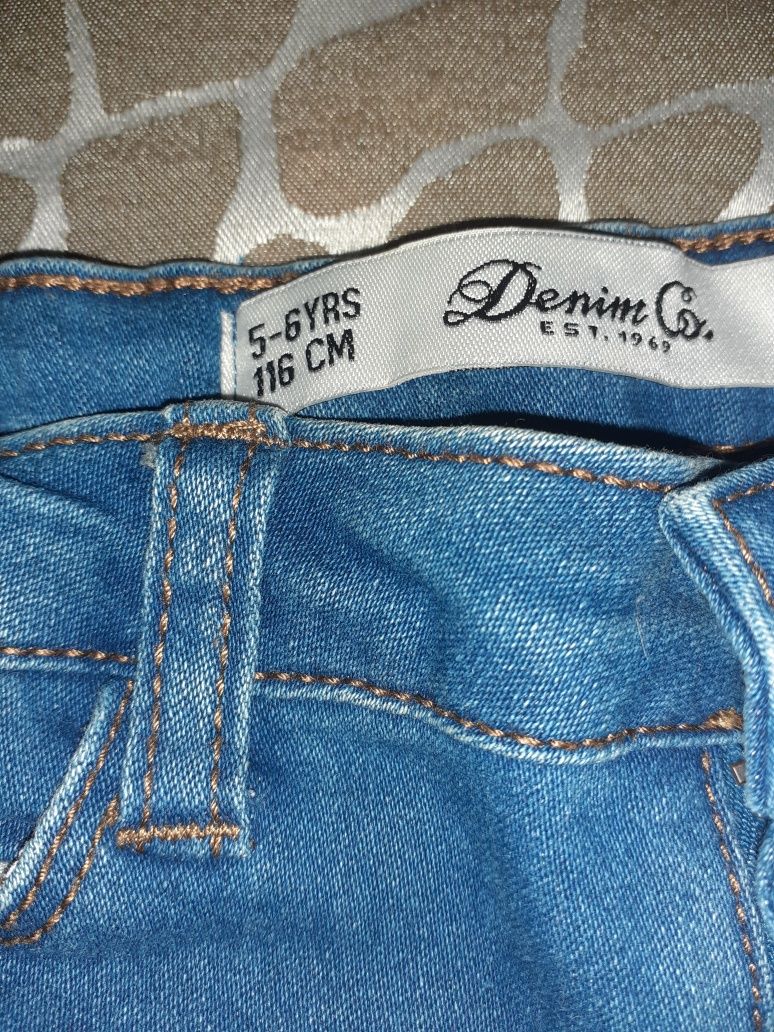 5-6YRS
116 CM
Denim Co.
EST. 1969